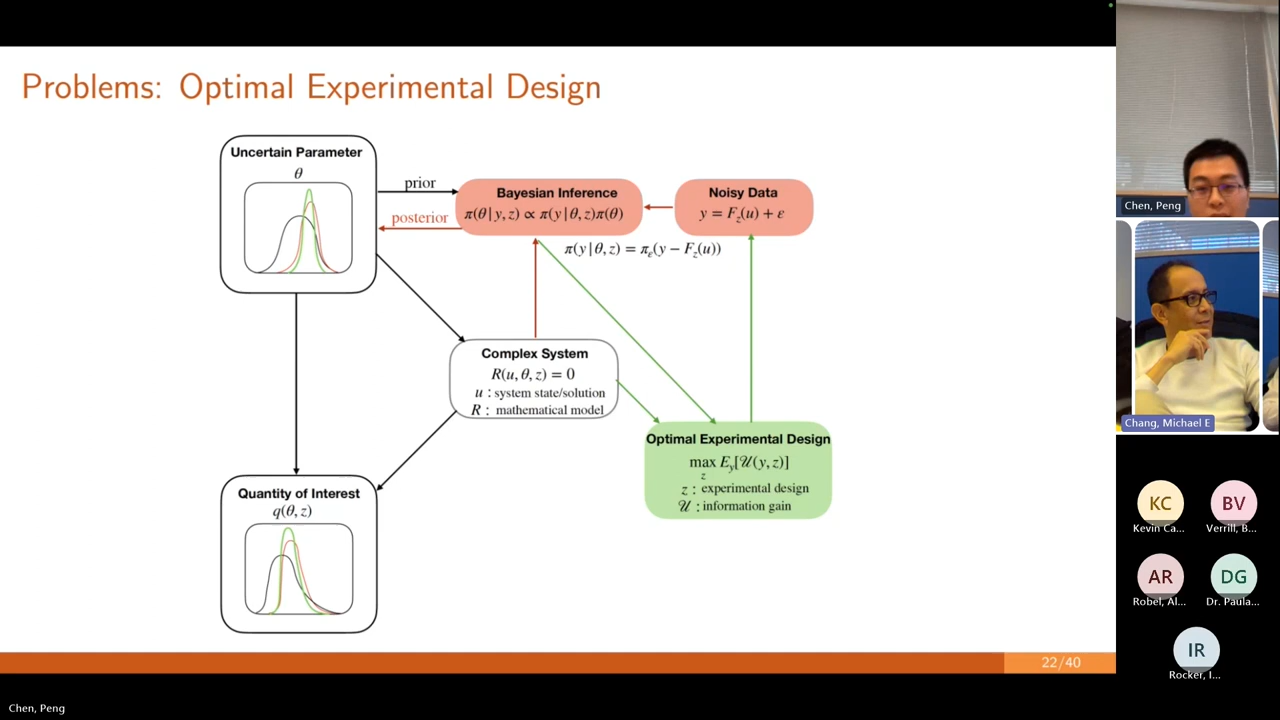 Problems: Optimal Experimental Design
Uncertain Parameter
θ
prior
posterior
Bayesian Inference
π(θ|y, z) ∝ π(y|θ, z)π(θ)
Noisy Data
y = F_z(u) + ε
π(y|θ, z) = π_ε(y − F_z(u))
Complex System
R(u, θ, z) = 0
u : system state/solution
R : mathematical model
Optimal Experimental Design
max_z E_y[𝒰(y, z)]
z : experimental design
𝒰 : information gain
Quantity of Interest
q(θ, z)
22/40
Chen, Peng
Chen, Peng
Chang, Michael E
KC
Kevin Ca...
BV
Verrill, B...
AR
Robel, Al...
DG
Dr. Paula...
IR
Rocker, I...